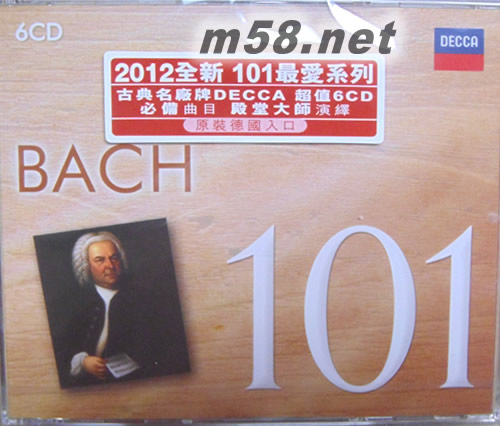 m58.net
6CD
DECCA
2012全新 101最愛系列
古典名廠牌DECCA 超值6CD
必備曲目 殿堂大師演繹
原裝德國入口
BACH
101